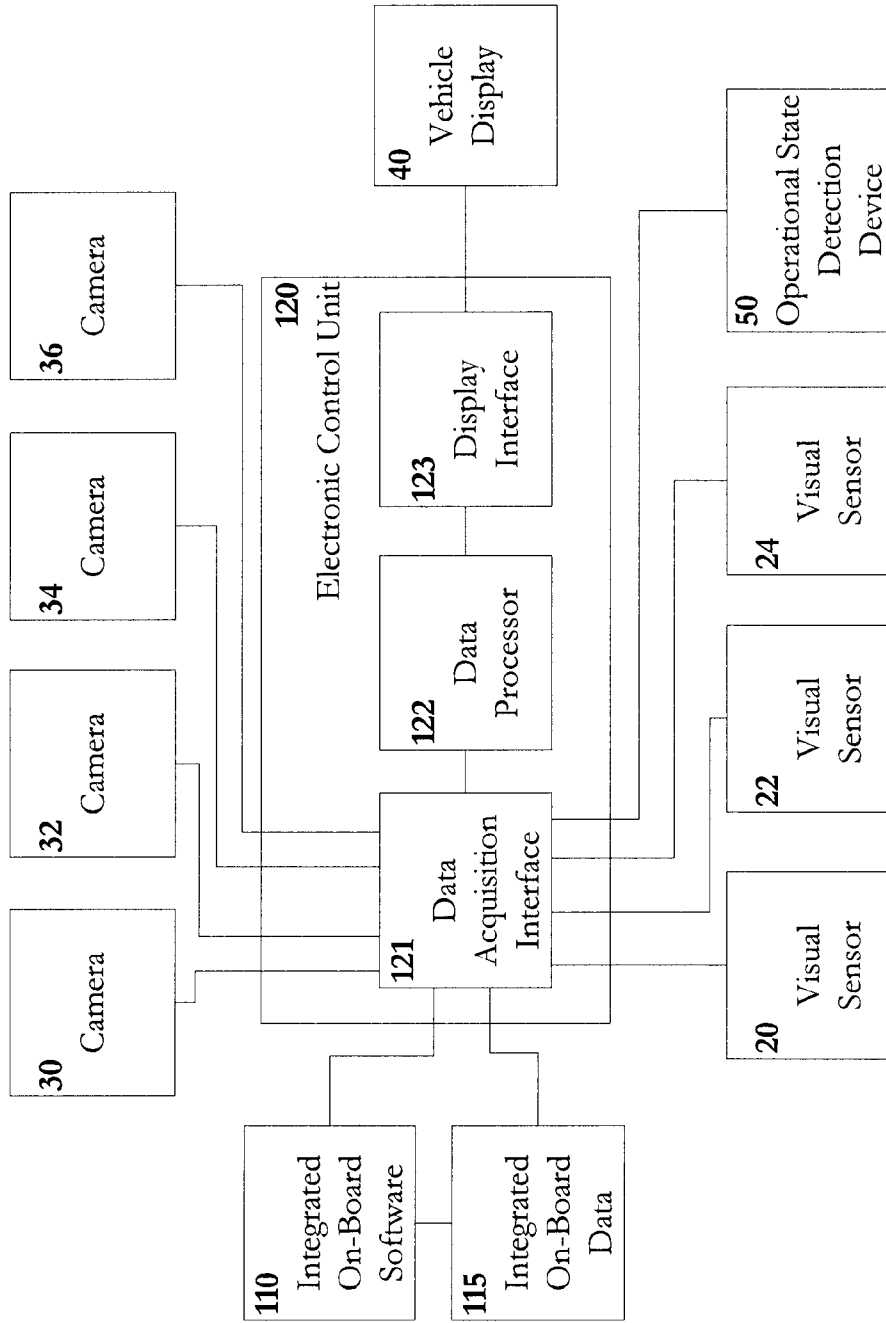 30
Camera
32
Camera
34
Camera
36
Camera
110
Integrated
On-Board
Software
115
Integrated
On-Board
Data
120
Electronic Control Unit
121
Data
Acquisition
Interface
122
Data
Processor
123
Display
Interface
40
Vehicle
Display
20
Visual
Sensor
22
Visual
Sensor
24
Visual
Sensor
50
Operational State
Detection
Device